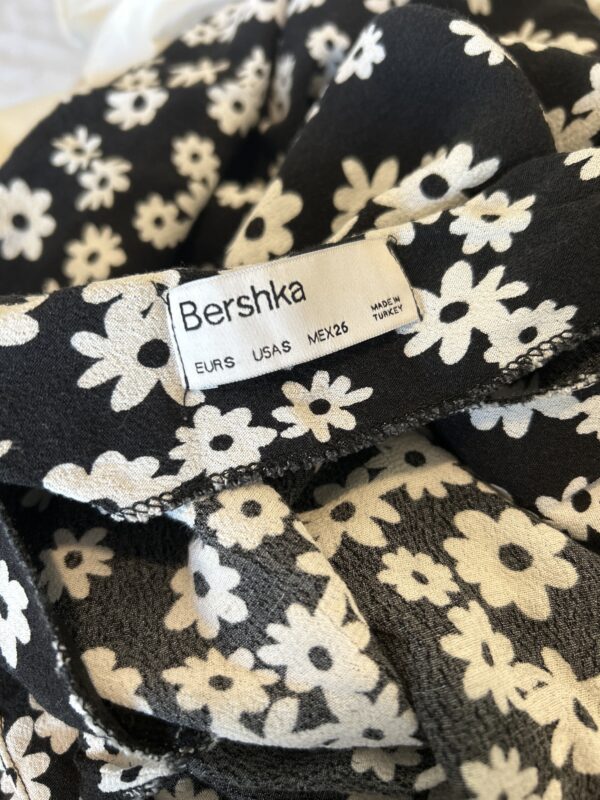 Bershka
EUR S USA S MEX 26
MADE IN
TURKEY